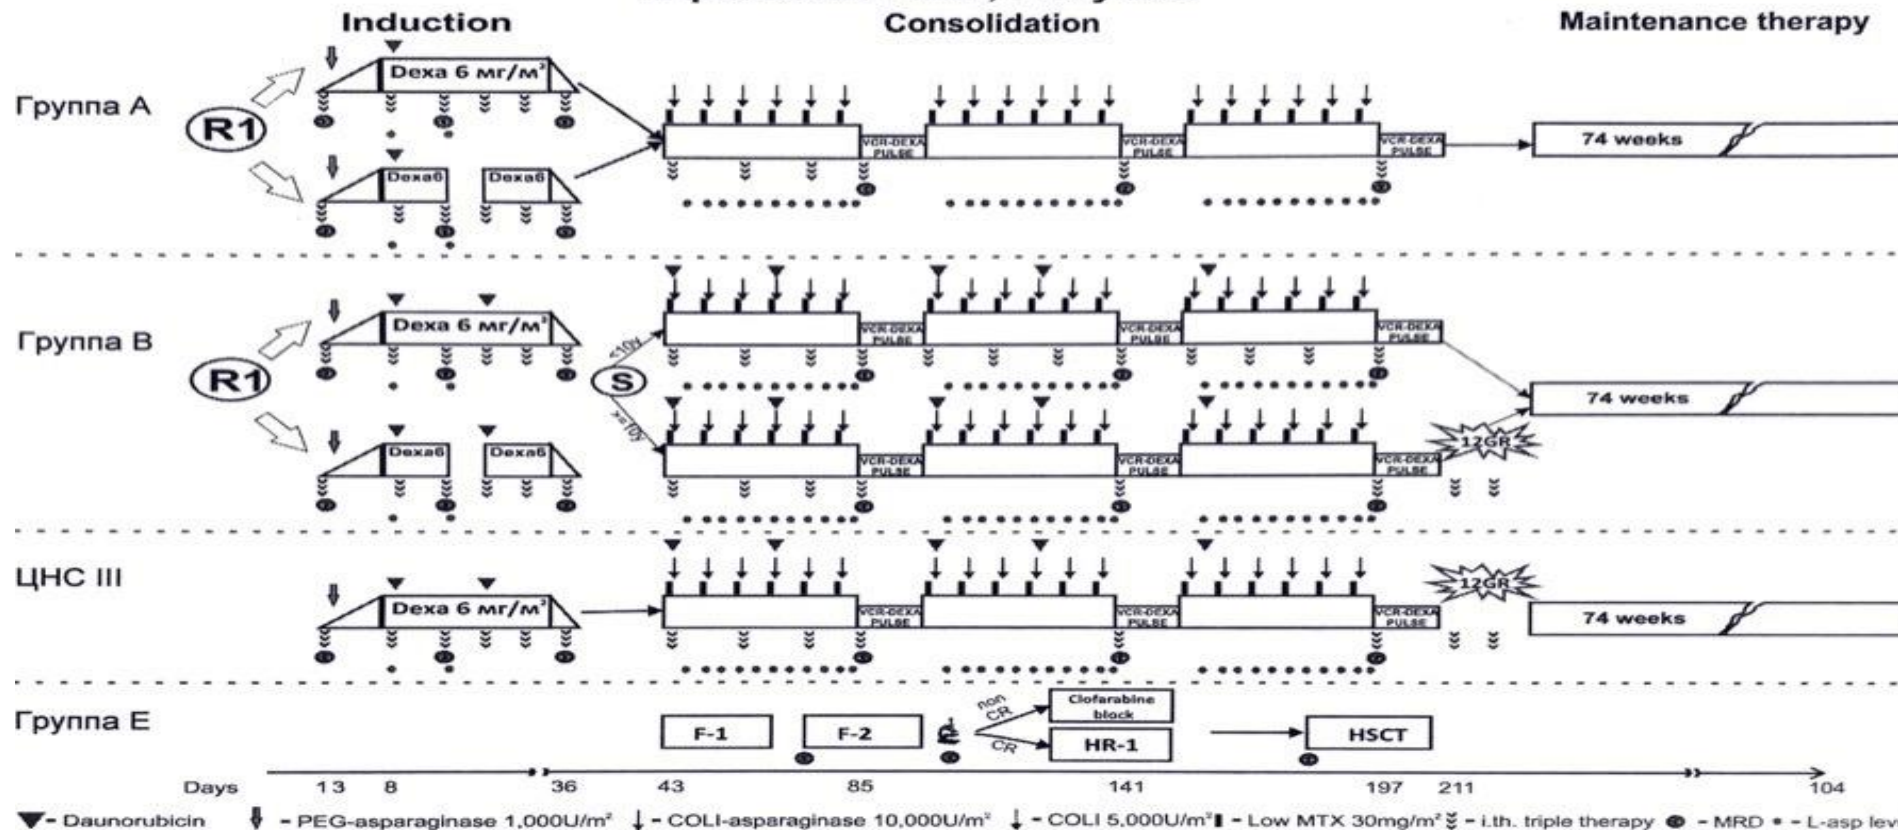 Induction Consolidation Maintenance therapy
Группа А
R1
Dexa 6 мг/м²
Dexa6 Dexa6
VCR-DEXA PULSE VCR-DEXA PULSE VCR-DEXA PULSE
74 weeks
Группа В
R1
Dexa 6 мг/м²
Dexa6 Dexa6
S
<10y
>=10y
VCR-DEXA PULSE VCR-DEXA PULSE VCR-DEXA PULSE
VCR-DEXA PULSE VCR-DEXA PULSE VCR-DEXA PULSE
12GR
74 weeks
ЦНС III
Dexa 6 мг/м²
VCR-DEXA PULSE VCR-DEXA PULSE VCR-DEXA PULSE
12GR
74 weeks
Группа Е
F-1 F-2
non CR
CR
Clofarabine block
HR-1
HSCT
Days 13 8 36 43 85 141 197 211 104
- Daunorubicin - PEG-asparaginase 1,000U/m² - COLI-asparaginase 10,000U/m² - COLI 5,000U/m² - Low MTX 30mg/m² - i.th. triple therapy - MRD - L-asp